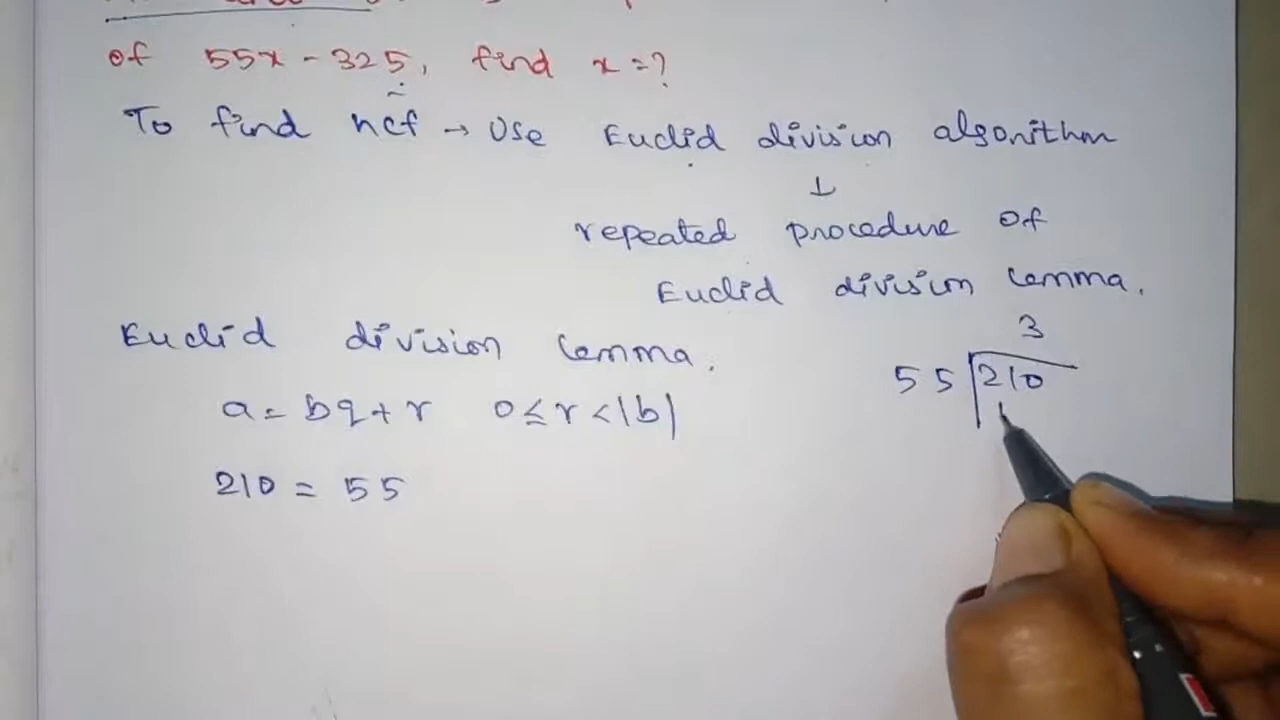 of 55x - 325, find x = ?
To find hcf → Use Euclid division algorithm
↓
repeated procedure of
Euclid division lemma.
Euclid division lemma.
3
55 210
1
a = bq + r 0 ≤ r < |b|
210 = 55